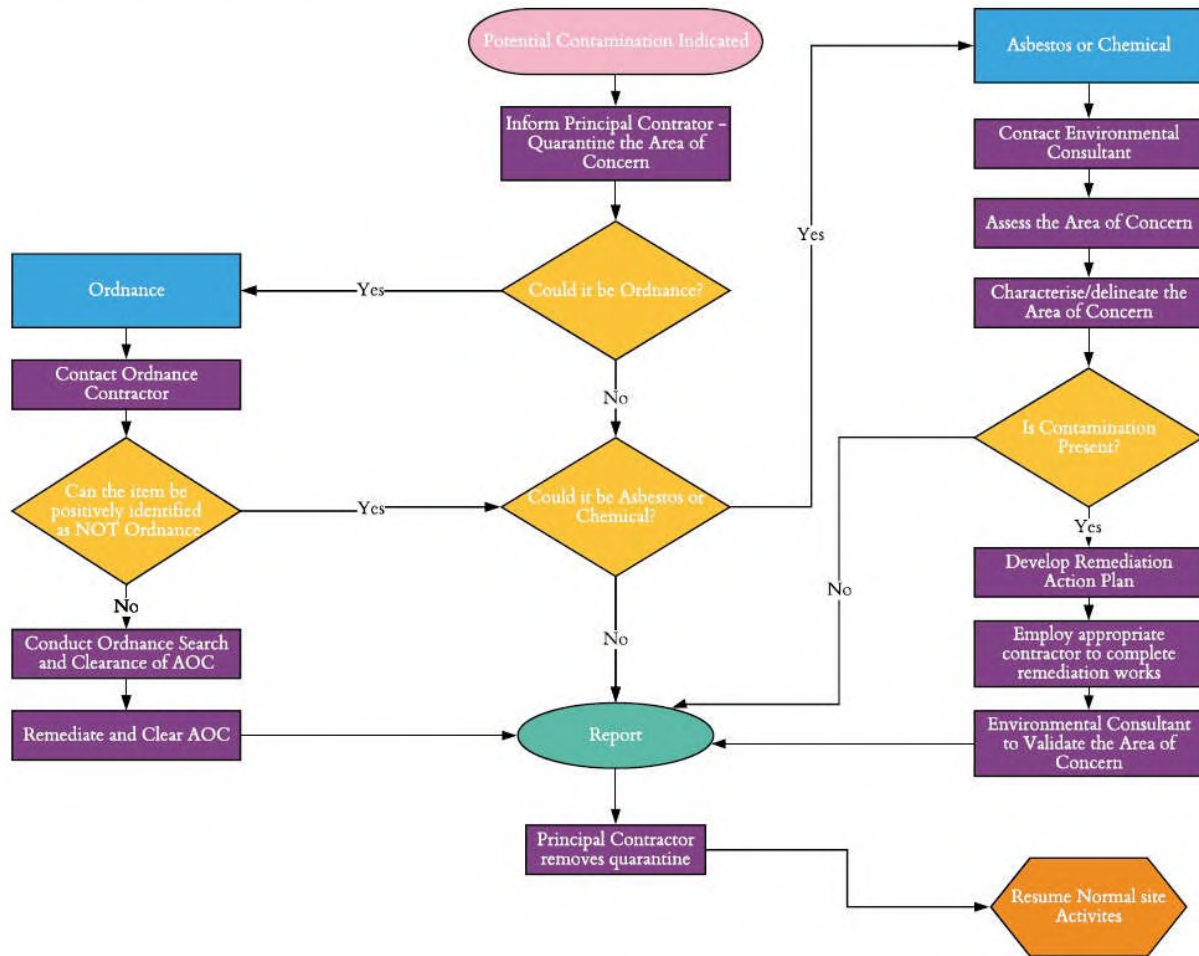 Potential Contamination Indicated
Inform Principal Contrator –
Quarantine the Area of
Concern
Could it be Ordnance?
Yes
Ordnance
Contact Ordnance
Contractor
Can the item be
positively identified
as NOT Ordnance
Yes
No
Conduct Ordnance Search
and Clearance of AOC
Remediate and Clear AOC
No
Could it be Asbestos or
Chemical?
Yes
No
Asbestos or Chemical
Contact Environmental
Consultant
Assess the Area of Concern
Characterise/delineate the
Area of Concern
Is Contamination
Present?
No
Yes
Develop Remediation
Action Plan
Employ appropriate
contractor to complete
remediation works
Environmental Consultant
to Validate the Area of
Concern
Report
Principal Contractor
removes quarantine
Resume Normal site
Activites